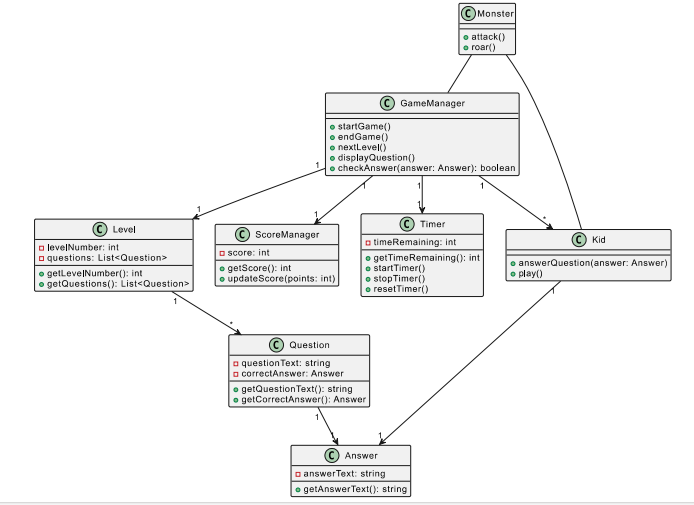 C Monster
attack()
roar()
C GameManager
startGame()
endGame()
nextLevel()
displayQuestion()
checkAnswer(answer: Answer): boolean
1
1
1
1
1
1
1
*
C Level
levelNumber: int
questions: List<Question>
getLevelNumber(): int
getQuestions(): List<Question>
C ScoreManager
score: int
getScore(): int
updateScore(points: int)
C Timer
timeRemaining: int
getTimeRemaining(): int
startTimer()
stopTimer()
resetTimer()
C Kid
answerQuestion(answer: Answer)
play()
1
*
1
C Question
questionText: string
correctAnswer: Answer
getQuestionText(): string
getCorrectAnswer(): Answer
1
1
1
C Answer
answerText: string
getAnswerText(): string